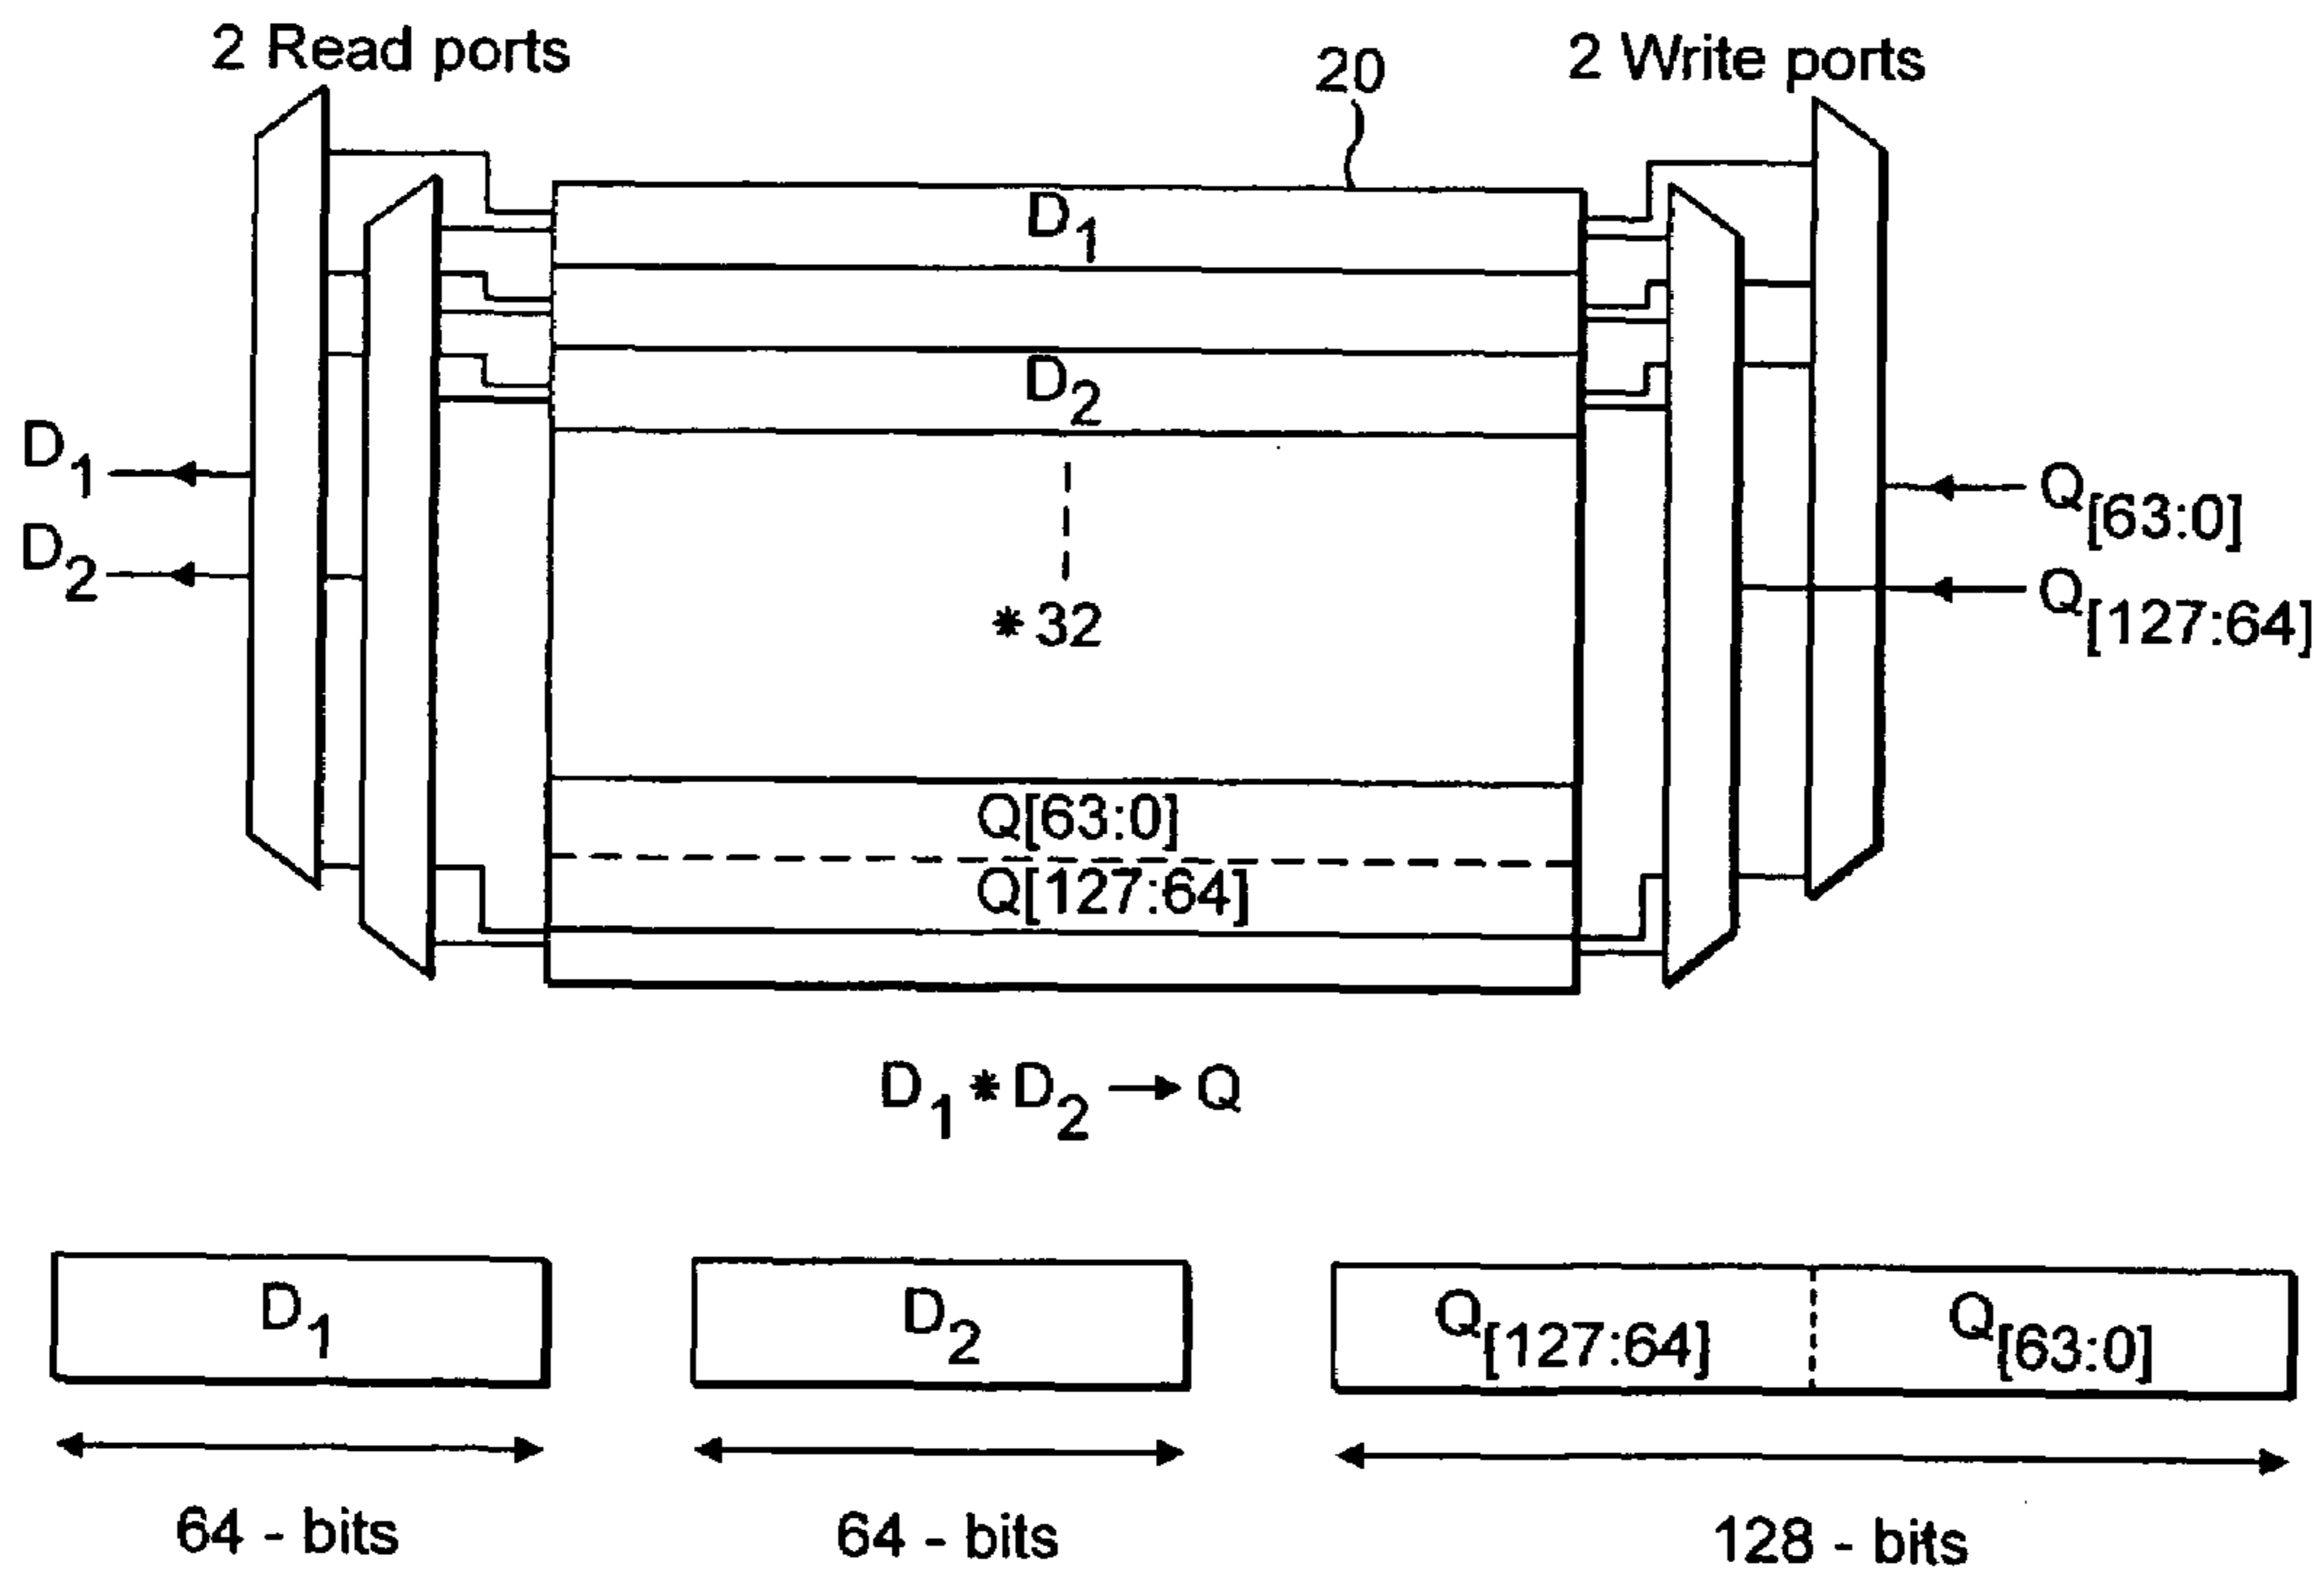 2 Read ports
20
2 Write ports
D1
D2
D1
D2
*32
Q[63:0]
Q[127:64]
Q[63:0]
Q[127:64]
D1 * D2 → Q
D1
D2
Q[127:64]
Q[63:0]
64 - bits
64 - bits
128 - bits